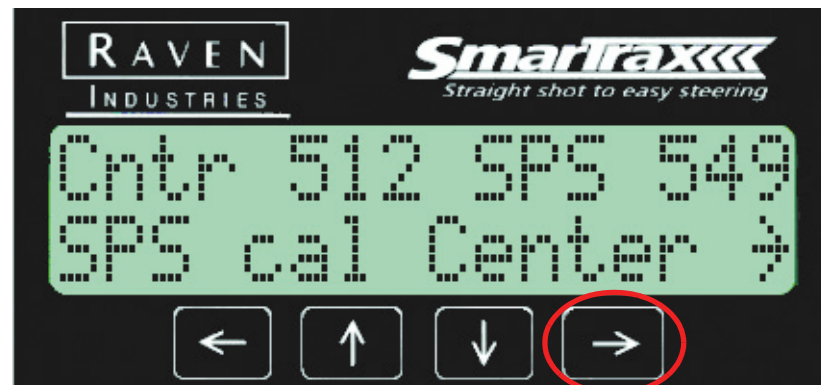 RAVEN
INDUSTRIES
SmarTrax
Straight shot to easy steering
Cntr 512 SPS 549
SPS cal Center →
← ↑ ↓ →